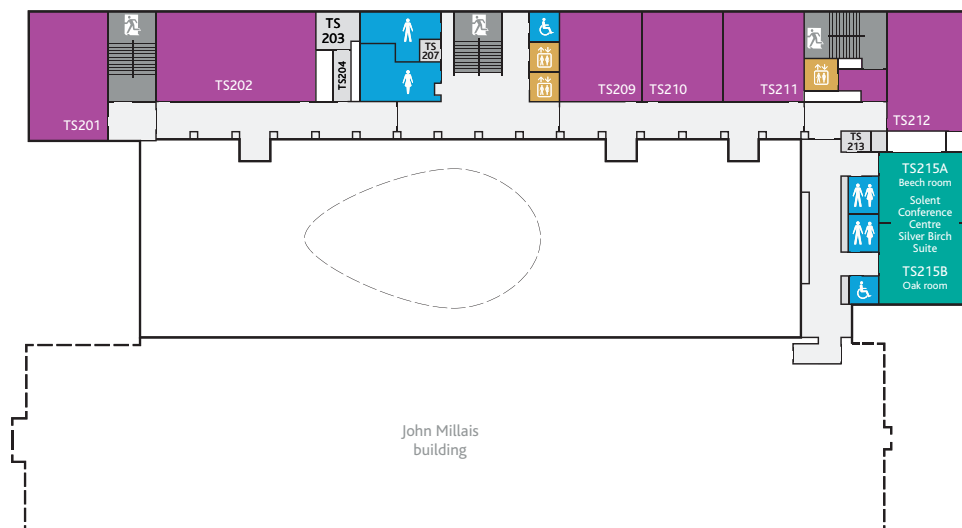 TS
203
TS
207
TS204
TS202
TS201
TS209
TS210
TS211
TS212
TS
213
TS215A
Beech room
Solent
Conference
Centre
Silver Birch
Suite
TS215B
Oak room
John Millais
building